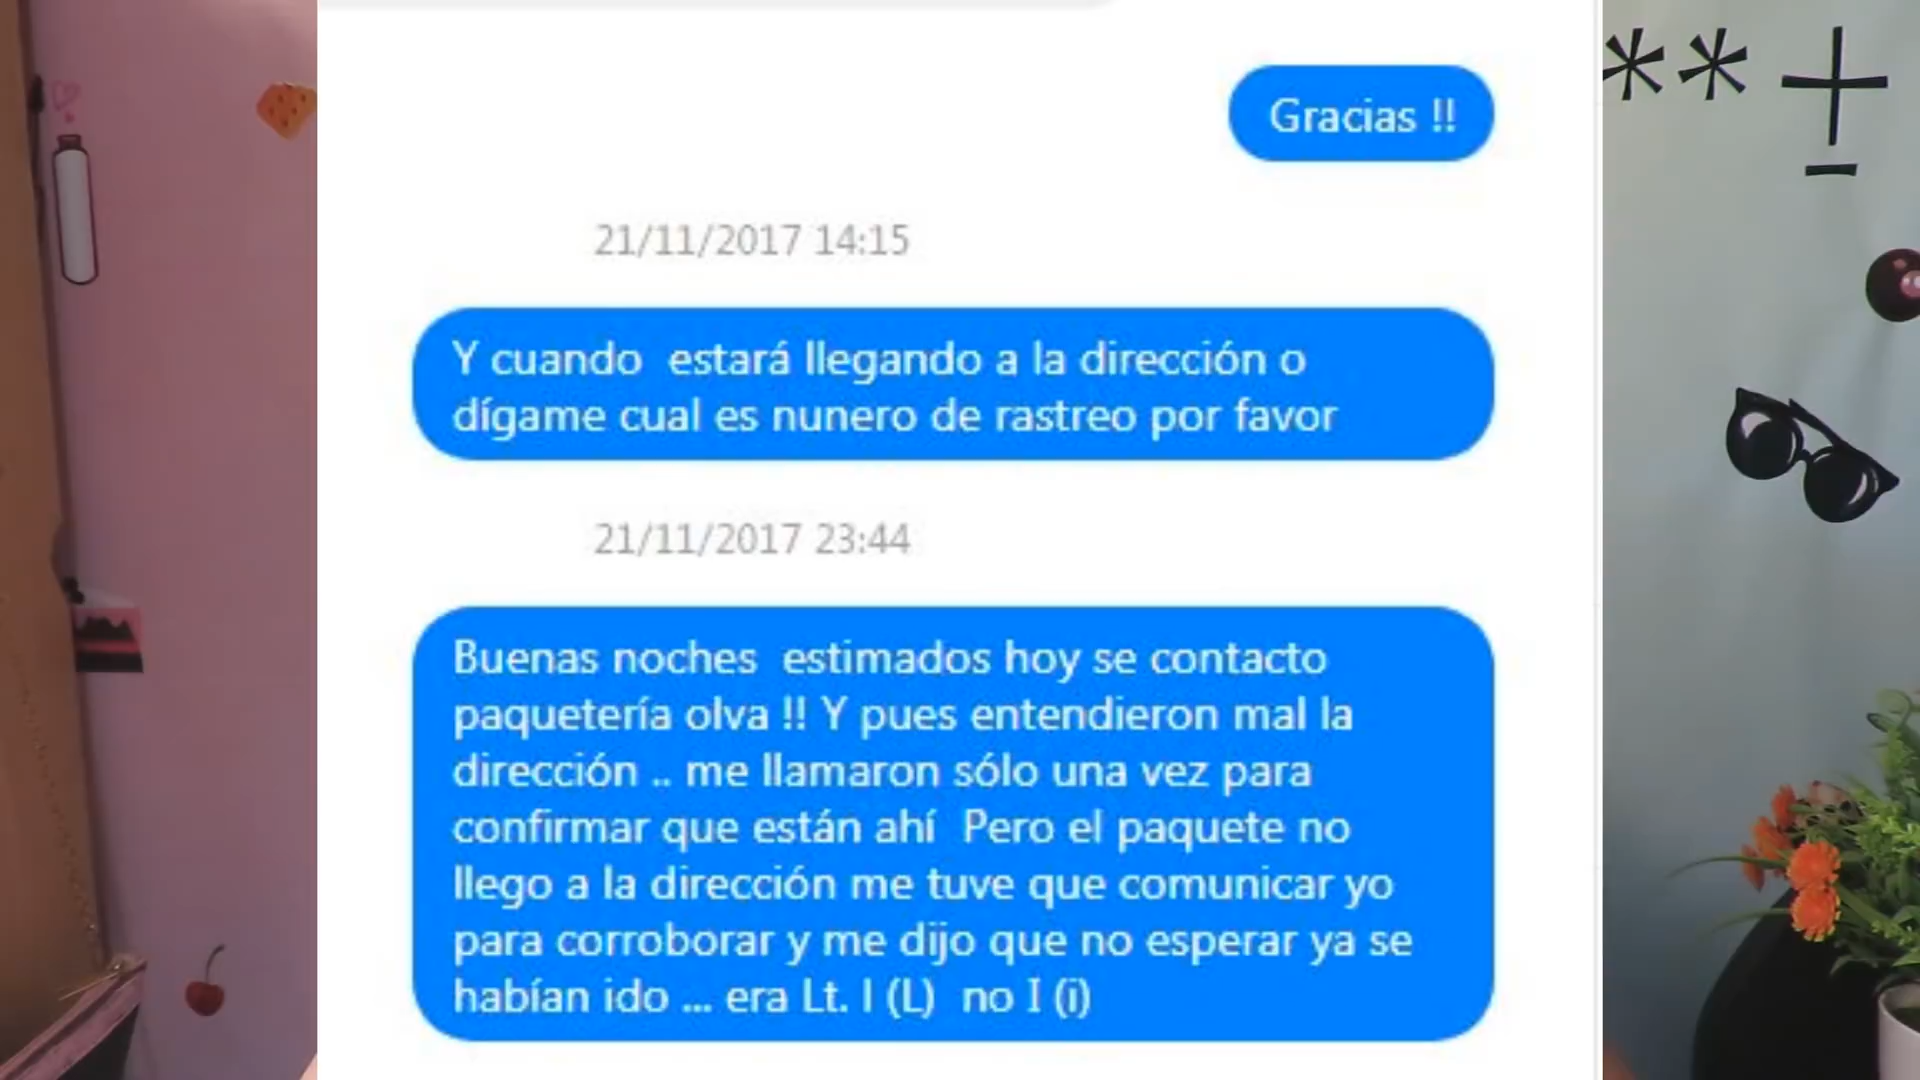 Gracias !!
21/11/2017 14:15
Y cuando estará llegando a la dirección o
dígame cual es nunero de rastreo por favor
21/11/2017 23:44
Buenas noches estimados hoy se contacto
paquetería olva !! Y pues entendieron mal la
dirección .. me llamaron sólo una vez para
confirmar que están ahí Pero el paquete no
llego a la dirección me tuve que comunicar yo
para corroborar y me dijo que no esperar ya se
habían ido ... era Lt. l (L) no I (i)